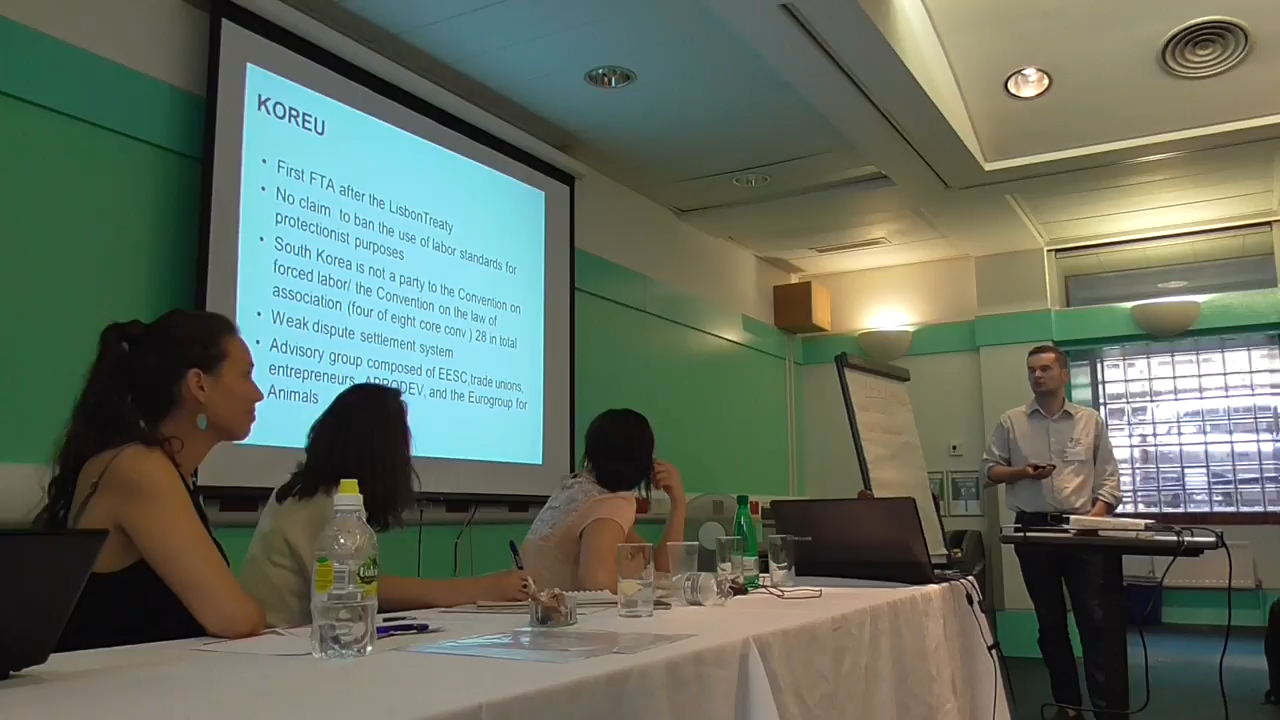 KOREU
• First FTA after the LisbonTreaty
• No claim to ban the use of labor standards for
protectionist purposes
• South Korea is not a party to the Convention on
forced labor/ the Convention on the law of
association (four of eight core conv ) 28 in total
• Weak dispute settlement system
• Advisory group composed of EESC,trade unions,
entrepreneurs, APRODEV, and the Eurogroup for
Animals